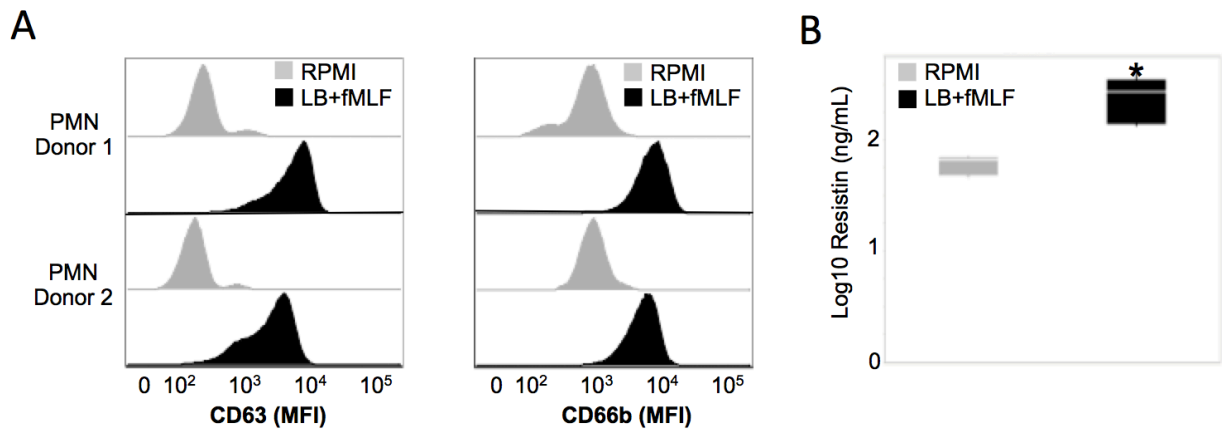 A
B
RPMI
LB+fMLF
RPMI
LB+fMLF
RPMI
LB+fMLF
*
PMN
Donor 1
PMN
Donor 2
Log10 Resistin (ng/mL)
2
1
0
0 10² 10³ 10⁴ 10⁵
0 10² 10³ 10⁴ 10⁵
CD63 (MFI)
CD66b (MFI)